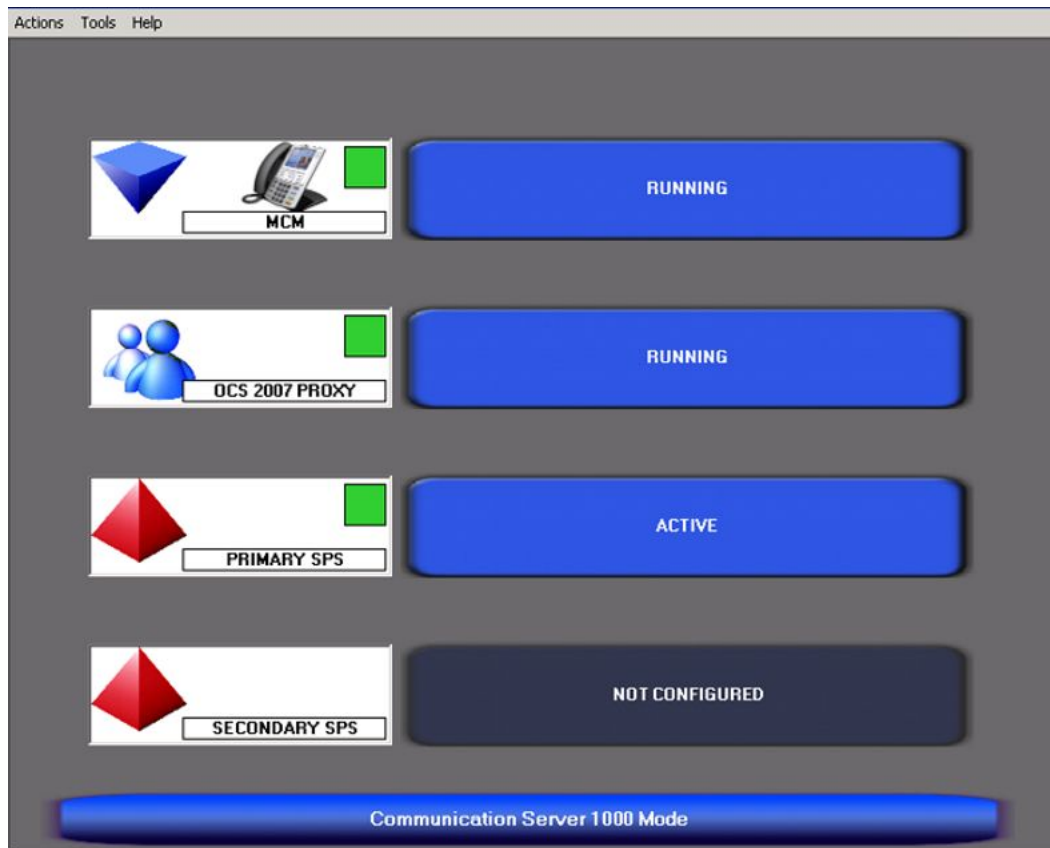 Actions Tools Help
MCM
RUNNING
OCS 2007 PROXY
RUNNING
PRIMARY SPS
ACTIVE
SECONDARY SPS
NOT CONFIGURED
Communication Server 1000 Mode